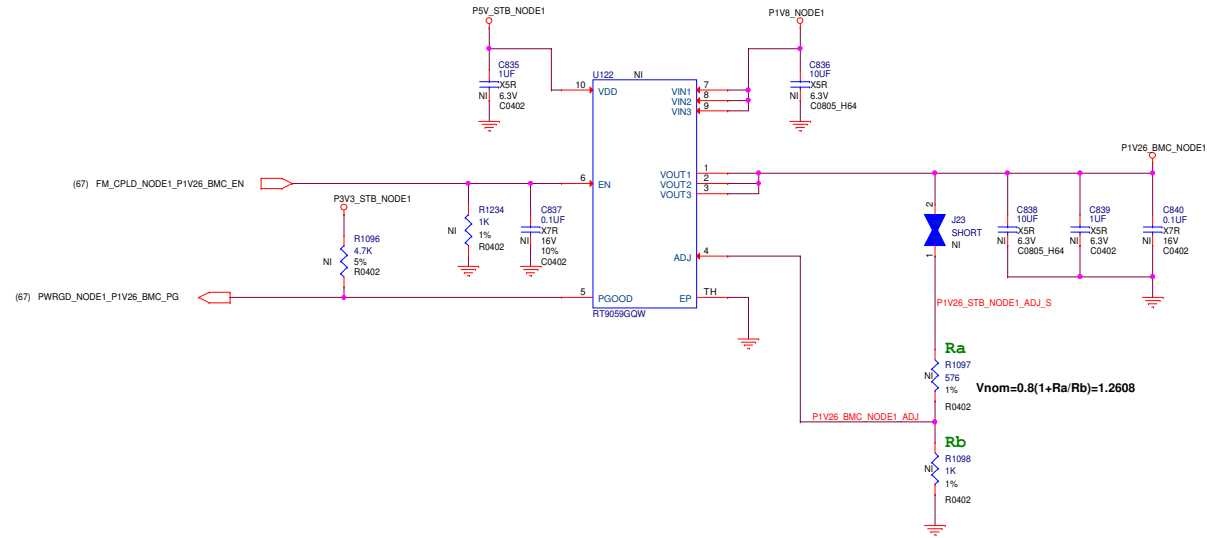 P5V_STB_NODE1
P1V8_NODE1
C835
1UF
X5R
NI
6.3V
C0402
U122
NI
10
VDD
VIN1
7
VIN2
8
VIN3
9
C836
10UF
X5R
NI
6.3V
C0805_H64
P1V26_BMC_NODE1
(67) FM_CPLD_NODE1_P1V26_BMC_EN
6
EN
VOUT1
1
VOUT2
2
VOUT3
3
P3V3_STB_NODE1
R1096
4.7K
NI
5%
R0402
R1234
1K
NI
1%
R0402
C837
0.1UF
X7R
NI
16V
10%
C0402
2
J23
SHORT
NI
1
C838
10UF
X5R
NI
6.3V
C0805_H64
C839
1UF
X5R
NI
6.3V
C0402
C840
0.1UF
X7R
NI
16V
C0402
ADJ
4
(67) PWRGD_NODE1_P1V26_BMC_PG
5
PGOOD
EP
TH
RT9059GQW
P1V26_STB_NODE1_ADJ_S
Ra
R1097
576
NI
1%
R0402
Vnom=0.8(1+Ra/Rb)=1.2608
P1V26_BMC_NODE1_ADJ
Rb
R1098
NI
1K
1%
R0402